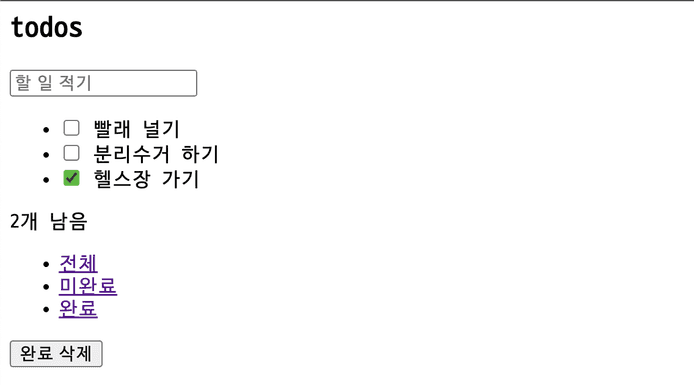 todos
할 일 적기
빨래 널기
분리수거 하기
헬스장 가기
2개 남음
전체
미완료
완료
완료 삭제